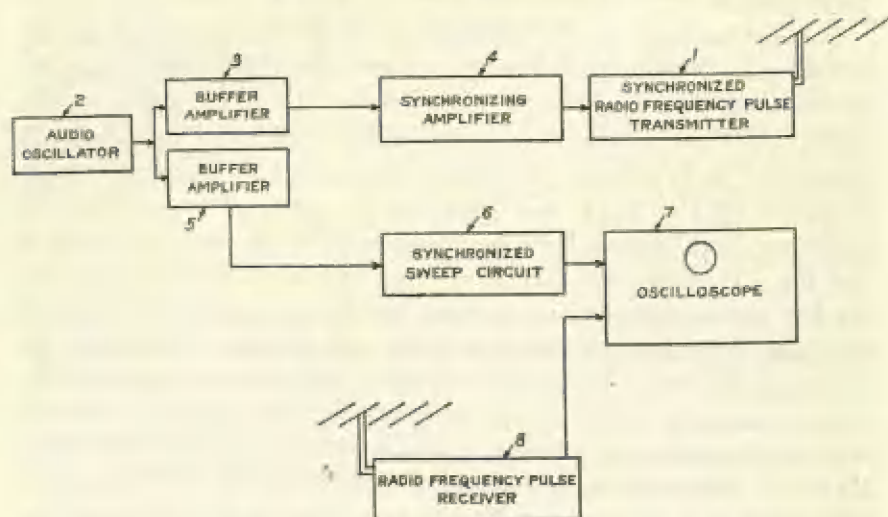 2
AUDIO
OSCILLATOR
3
BUFFER
AMPLIFIER
BUFFER
AMPLIFIER
5
4
SYNCHRONIZING
AMPLIFIER
1
SYNCHRONIZED
RADIO FREQUENCY PULSE
TRANSMITTER
6
SYNCHRONIZED
SWEEP CIRCUIT
7
OSCILLOSCOPE
8
RADIO FREQUENCY PULSE
RECEIVER